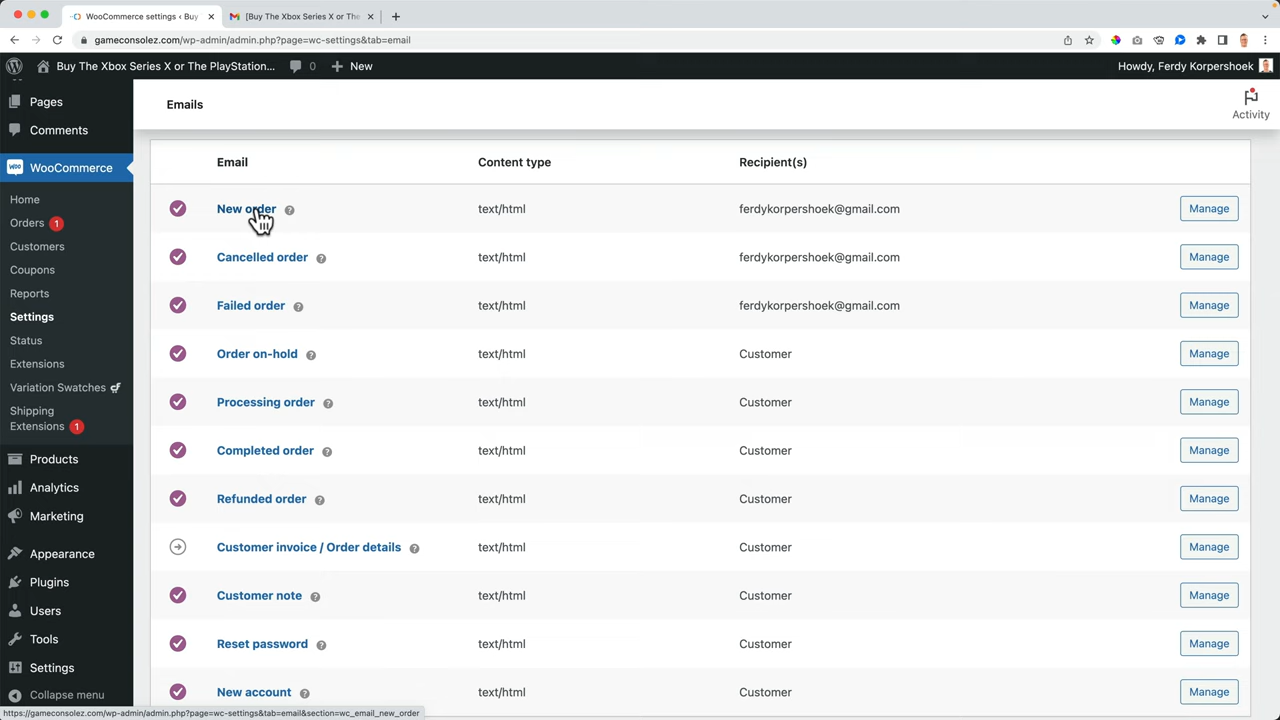 WooCommerce settings ‹ Buy
[Buy The Xbox Series X or The
gameconsolez.com/wp-admin/admin.php?page=wc-settings&tab=email
Buy The Xbox Series X or The PlayStation...
0
New
Howdy, Ferdy Korpershoek
Pages
Comments
WooCommerce
Home
Orders 1
Customers
Coupons
Reports
Settings
Status
Extensions
Variation Swatches
Shipping
Extensions 1
Products
Analytics
Marketing
Appearance
Plugins
Users
Tools
Settings
Collapse menu
Emails
Activity
Email Content type Recipient(s)
New order ? text/html ferdykorpershoek@gmail.com Manage
Cancelled order ? text/html ferdykorpershoek@gmail.com Manage
Failed order ? text/html ferdykorpershoek@gmail.com Manage
Order on-hold ? text/html Customer Manage
Processing order ? text/html Customer Manage
Completed order ? text/html Customer Manage
Refunded order ? text/html Customer Manage
Customer invoice / Order details ? text/html Customer Manage
Customer note ? text/html Customer Manage
Reset password ? text/html Customer Manage
New account ? text/html Customer Manage
https://gameconsolez.com/wp-admin/admin.php?page=wc-settings&tab=email&section=wc_email_new_order